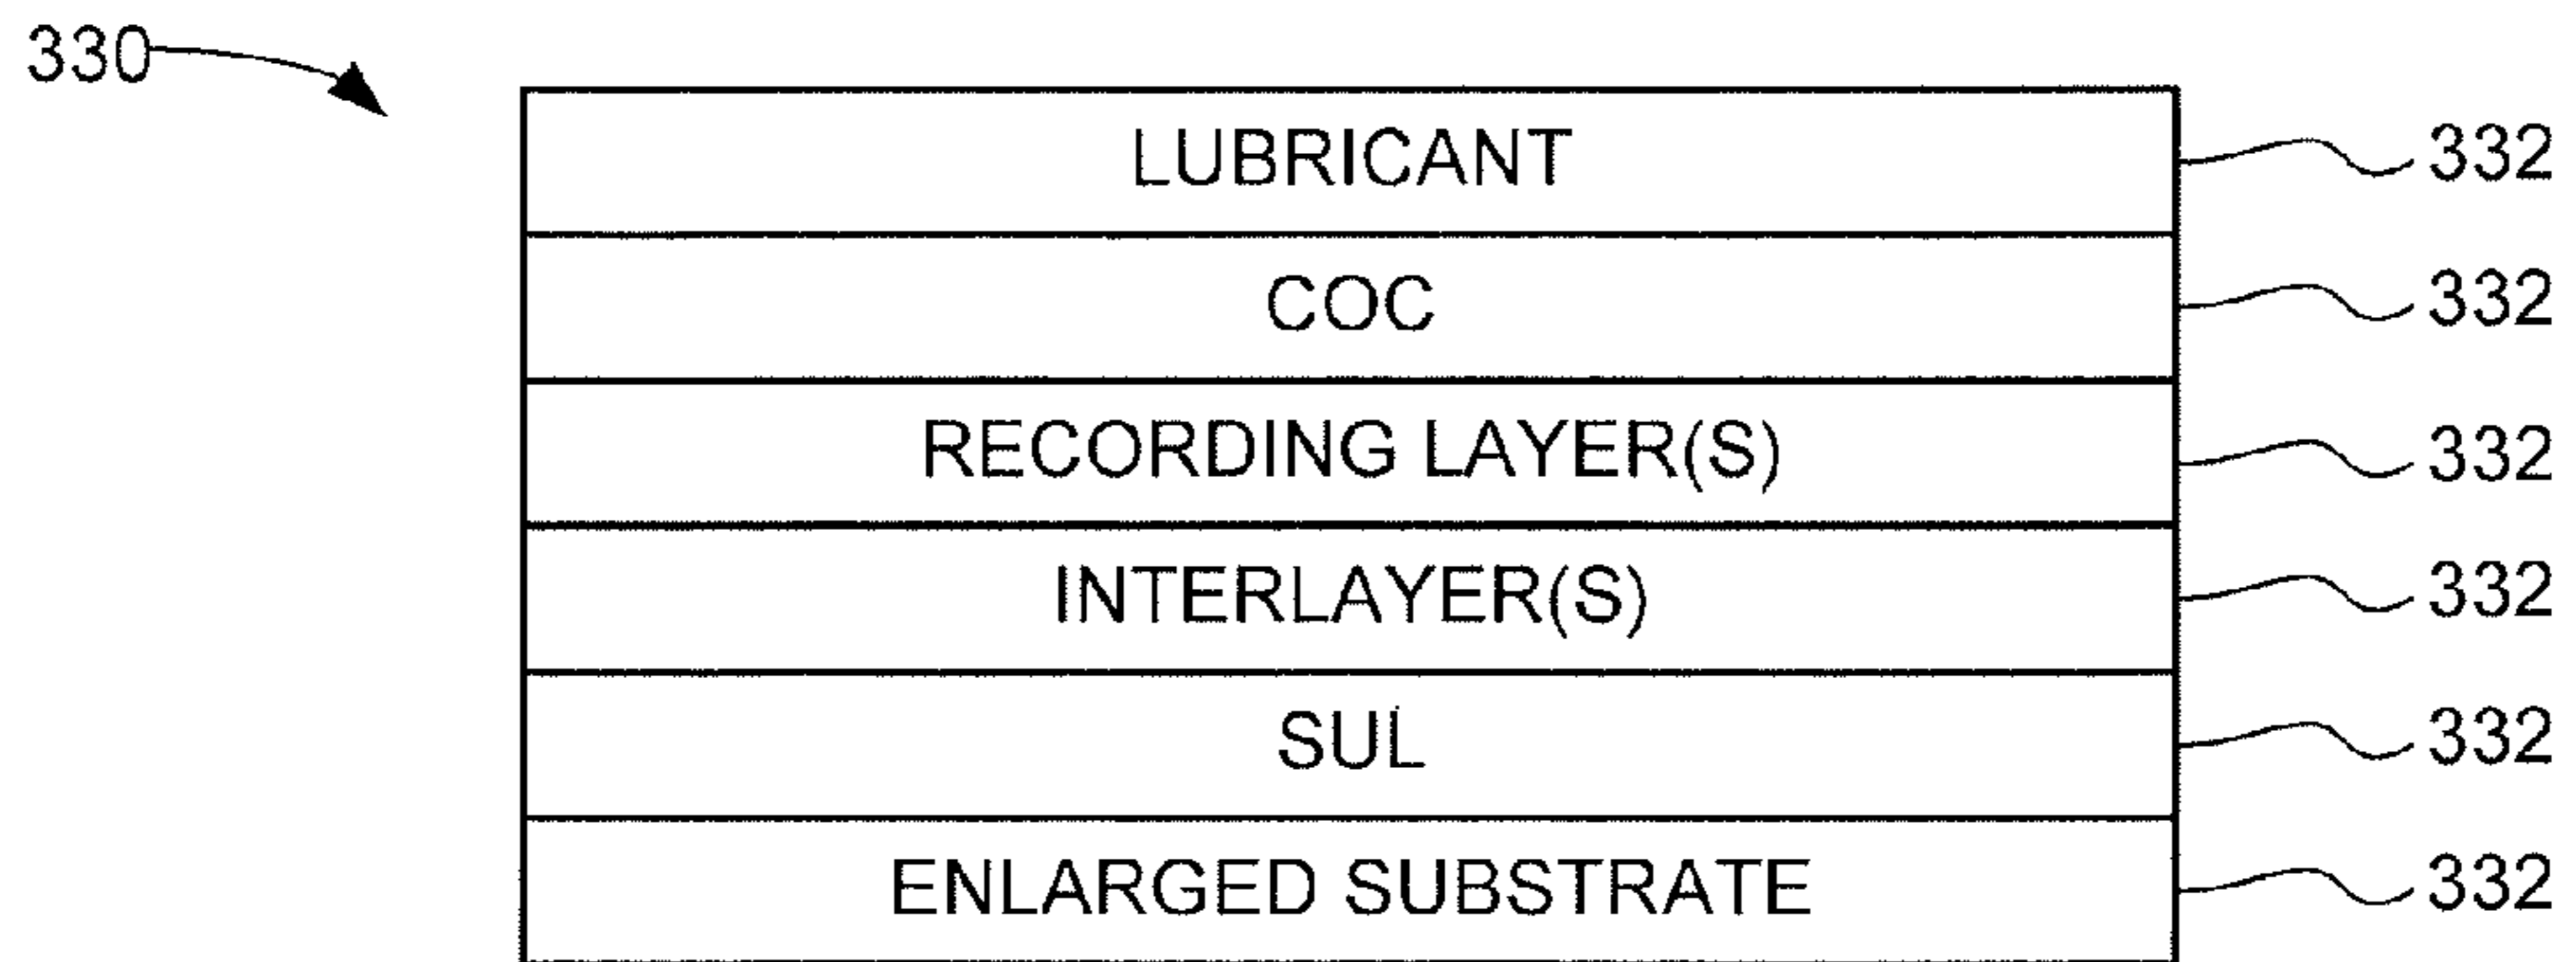 330
LUBRICANT 332
COC 332
RECORDING LAYER(S) 332
INTERLAYER(S) 332
SUL 332
ENLARGED SUBSTRATE 332